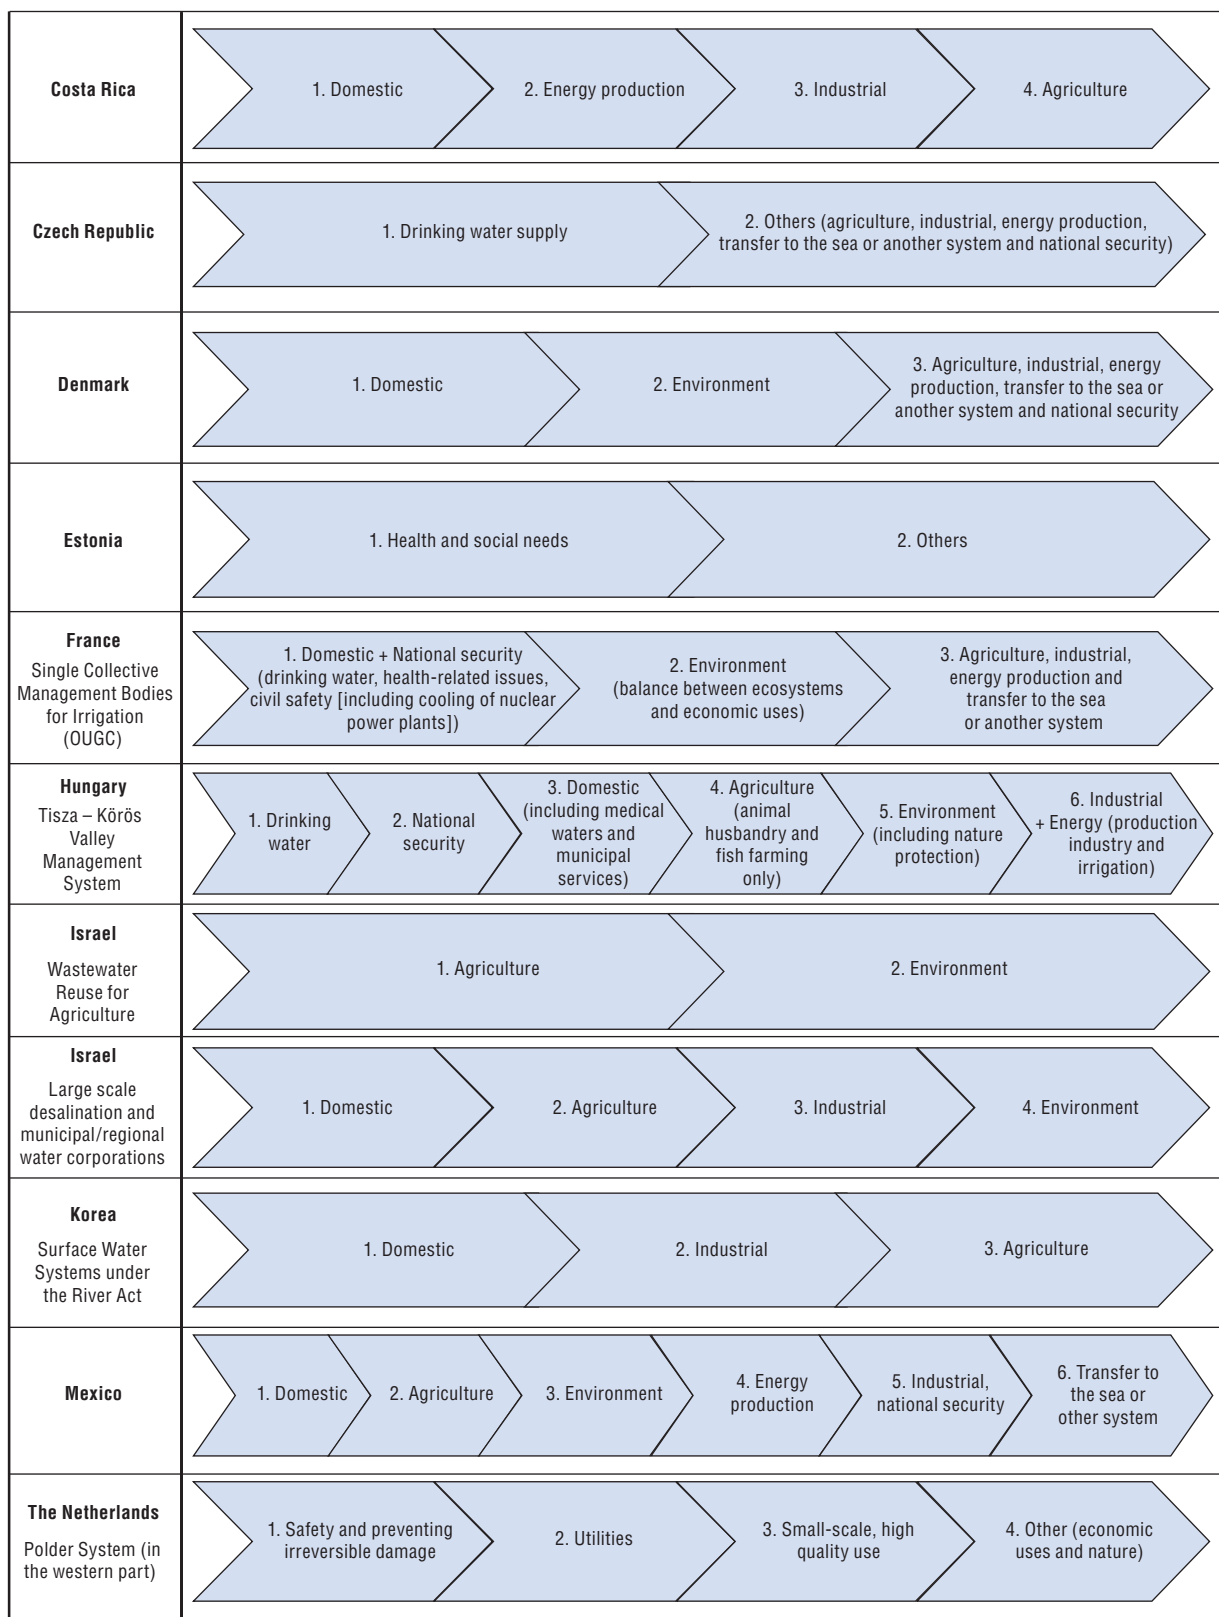 Costa Rica
1. Domestic
2. Energy production
3. Industrial
4. Agriculture
Czech Republic
1. Drinking water supply
2. Others (agriculture, industrial, energy production,
transfer to the sea or another system and national security)
Denmark
1. Domestic
2. Environment
3. Agriculture, industrial, energy
production, transfer to the sea or
another system and national security
Estonia
1. Health and social needs
2. Others
France
Single Collective
Management Bodies
for Irrigation
(OUGC)
1. Domestic + National security
(drinking water, health-related issues,
civil safety [including cooling of nuclear
power plants])
2. Environment
(balance between ecosystems
and economic uses)
3. Agriculture, industrial,
energy production and
transfer to the sea
or another system
Hungary
Tisza – Körös
Valley
Management
System
1. Drinking
water
2. National
security
3. Domestic
(including medical
waters and
municipal
services)
4. Agriculture
(animal
husbandry and
fish farming
only)
5. Environment
(including nature
protection)
6. Industrial
+ Energy (production
industry and
irrigation)
Israel
Wastewater
Reuse for
Agriculture
1. Agriculture
2. Environment
Israel
Large scale
desalination and
municipal/regional
water corporations
1. Domestic
2. Agriculture
3. Industrial
4. Environment
Korea
Surface Water
Systems under
the River Act
1. Domestic
2. Industrial
3. Agriculture
Mexico
1. Domestic
2. Agriculture
3. Environment
4. Energy
production
5. Industrial,
national security
6. Transfer to
the sea or
other system
The Netherlands
Polder System (in
the western part)
1. Safety and preventing
irreversible damage
2. Utilities
3. Small-scale, high
quality use
4. Other (economic
uses and nature)